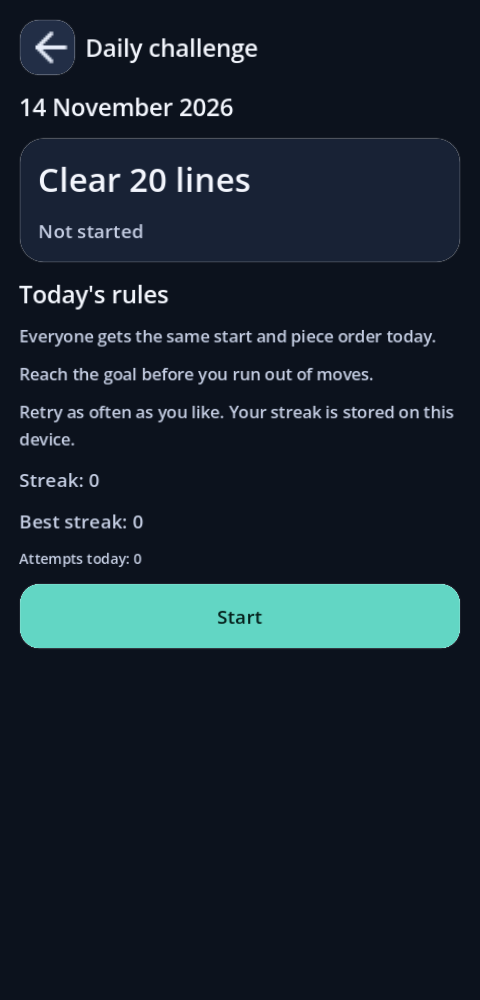 Daily challenge
14 November 2026
Clear 20 lines
Not started
Today's rules
Everyone gets the same start and piece order today.
Reach the goal before you run out of moves.
Retry as often as you like. Your streak is stored on this
device.
Streak: 0
Best streak: 0
Attempts today: 0
Start